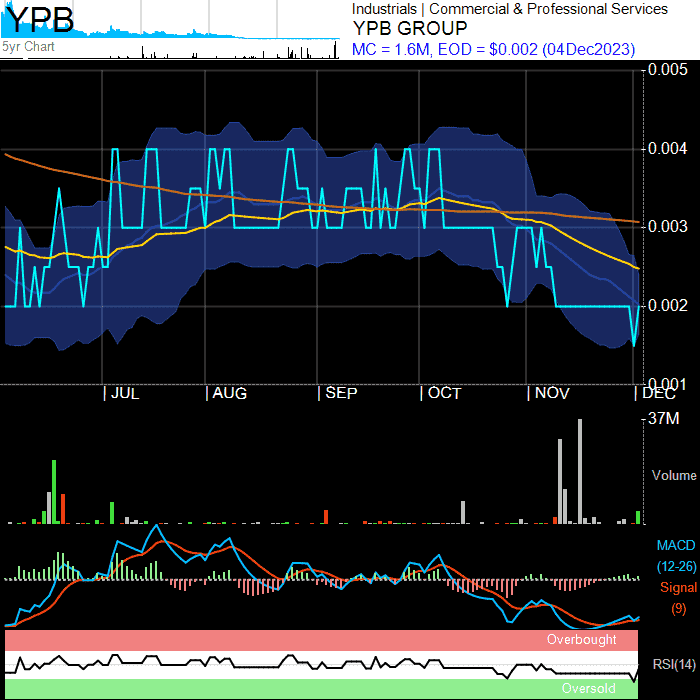 YPB
5yr Chart
Industrials | Commercial & Professional Services
YPB GROUP
MC = 1.6M, EOD = $0.002 (04Dec2023)
0.005
0.004
0.003
0.002
0.001
| JUL | AUG | SEP | OCT | NOV | DEC
37M
Volume
MACD
(12-26)
Signal
(9)
Overbought
RSI(14)
Oversold